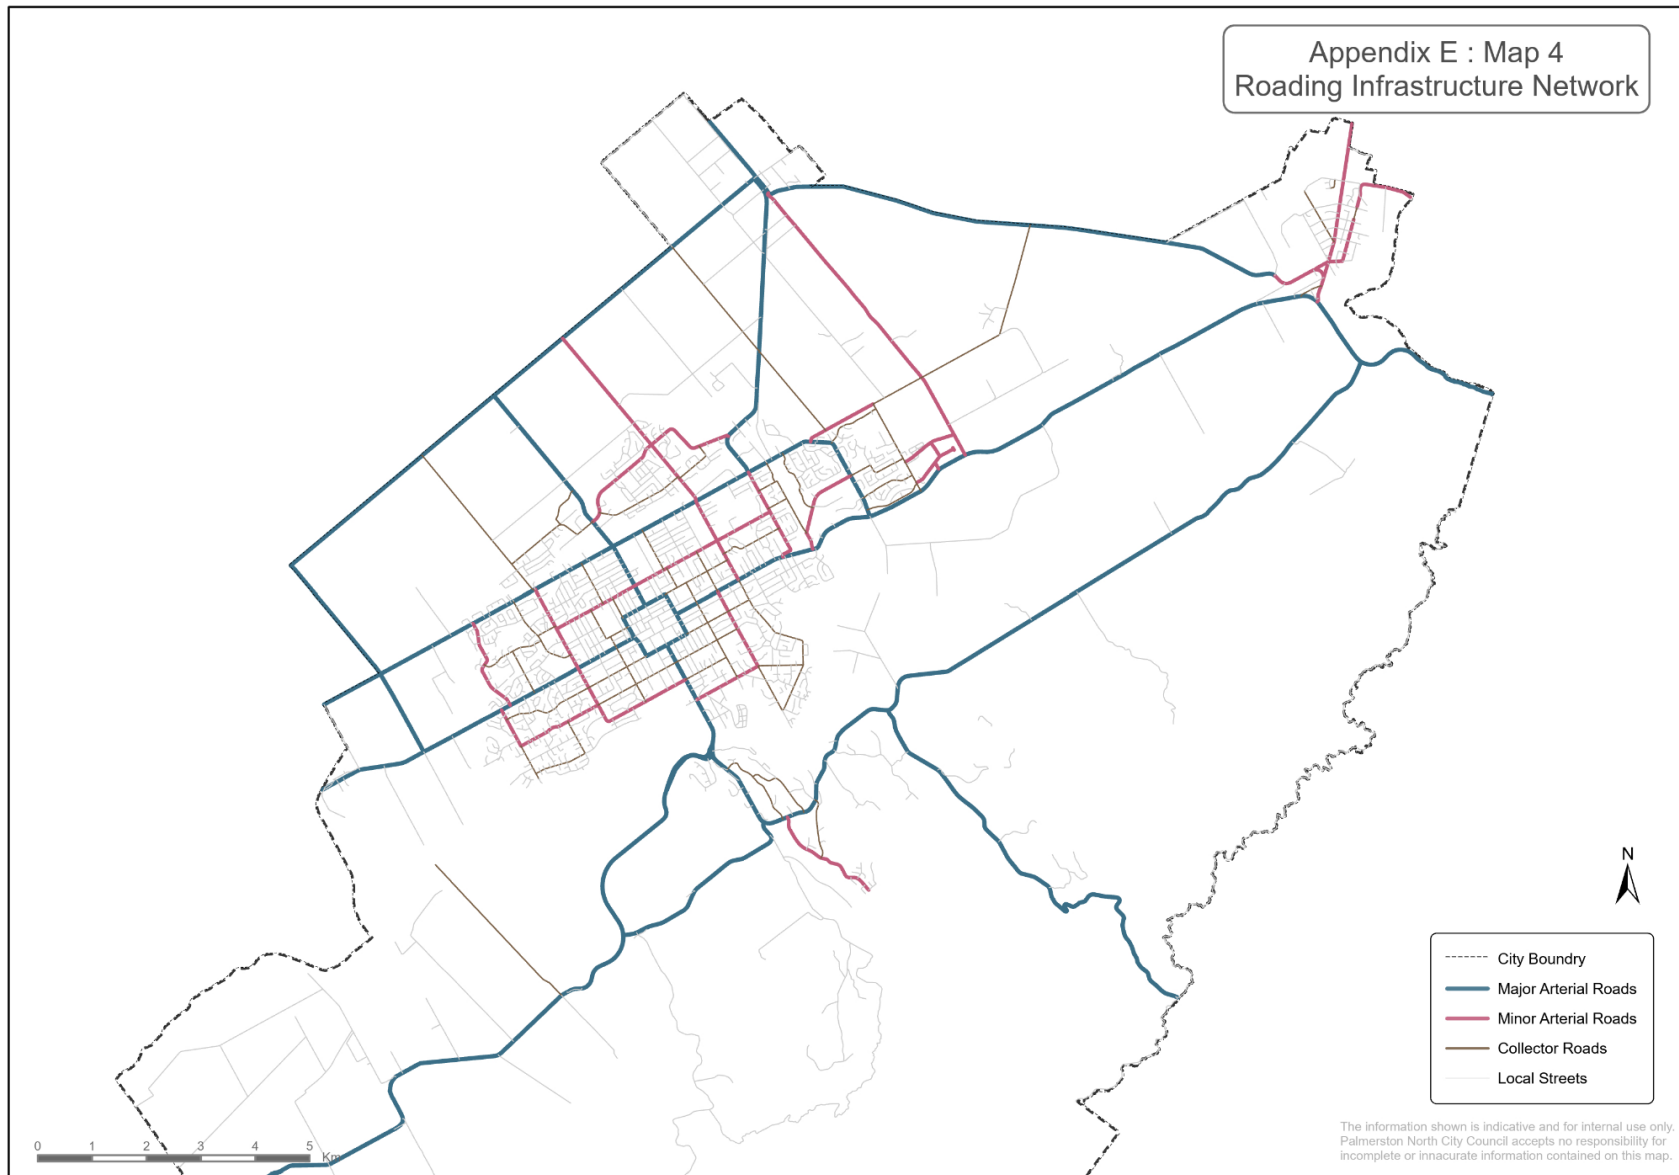 Appendix E : Map 4
Roading Infrastructure Network
N
City Boundry
Major Arterial Roads
Minor Arterial Roads
Collector Roads
Local Streets
0 1 2 3 4 5
Km
The information shown is indicative and for internal use only.
Palmerston North City Council accepts no responsibility for
incomplete or innacurate information contained on this map.